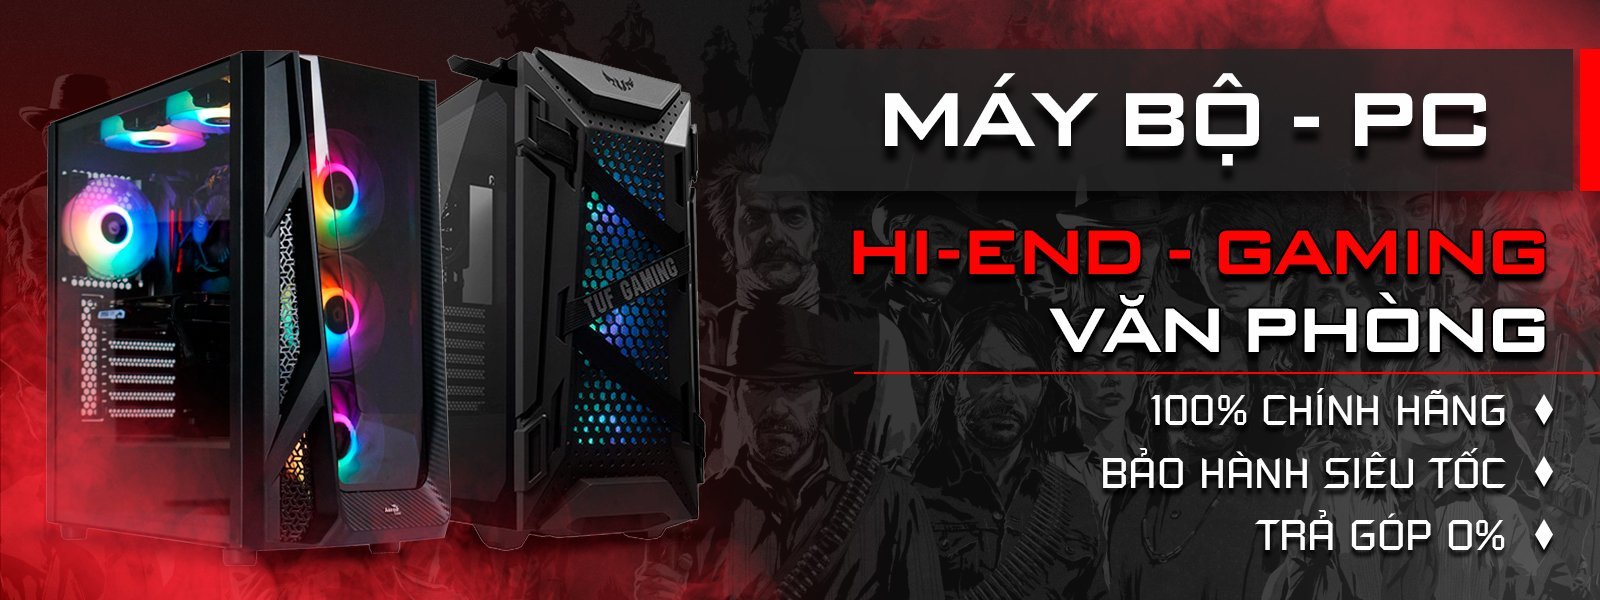 MÁY BỘ - PC
HI-END - GAMING
VĂN PHÒNG
100% CHÍNH HÃNG
BẢO HÀNH SIÊU TỐC
TRẢ GÓP 0%
TUF GAMING